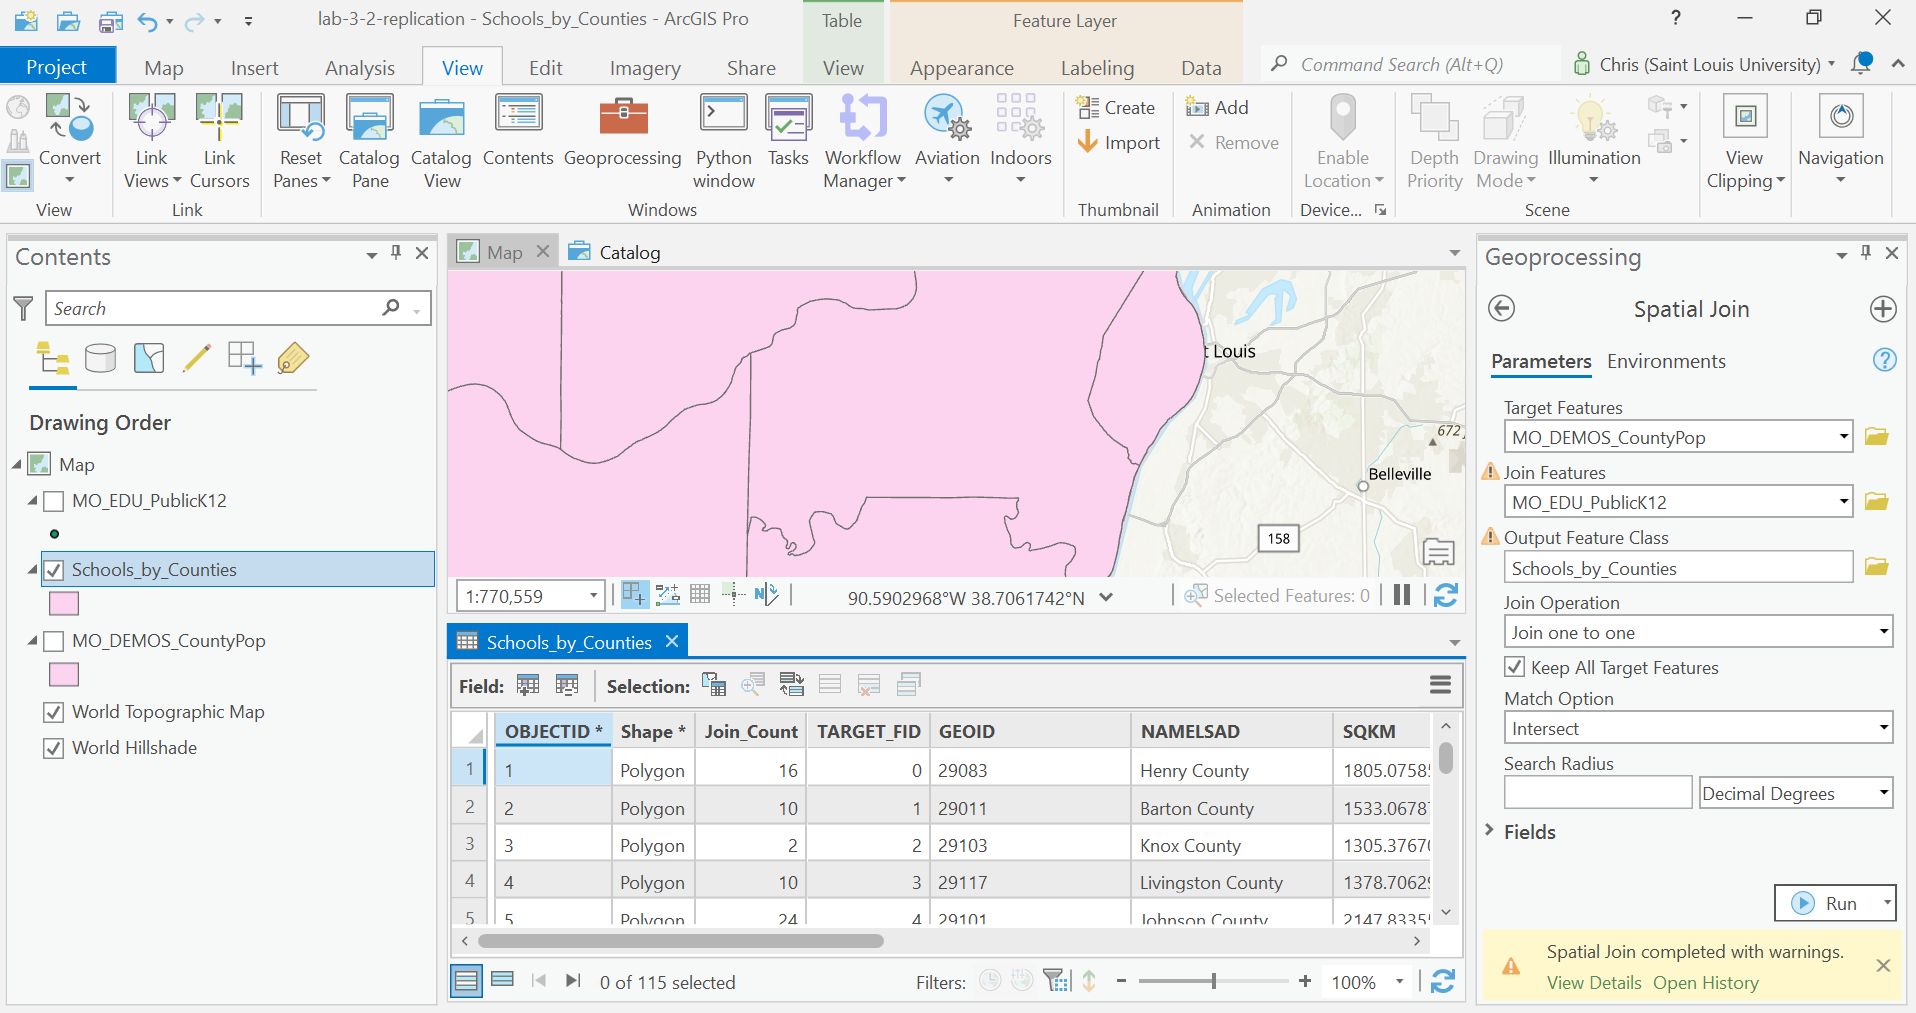 lab-3-2-replication - Schools_by_Counties - ArcGIS Pro
Table
Feature Layer
?
Project
Map
Insert
Analysis
View
Edit
Imagery
Share
View
Appearance
Labeling
Data
Command Search (Alt+Q)
Chris (Saint Louis University)
Convert
Link
Views
Link
Cursors
Reset
Panes
Catalog
Pane
Catalog
View
Contents
Geoprocessing
Python
window
Tasks
Workflow
Manager
Aviation
Indoors
Create
Import
Add
Remove
Enable
Location
Depth
Priority
Drawing
Mode
Illumination
View
Clipping
Navigation
View
Link
Windows
Thumbnail
Animation
Device...
Scene
Contents
Search
Drawing Order
Map
MO_EDU_PublicK12
Schools_by_Counties
MO_DEMOS_CountyPop
World Topographic Map
World Hillshade
Map
Catalog
t Louis
672
Belleville
158
1:770,559
N
90.5902968°W 38.7061742°N
Selected Features: 0
Schools_by_Counties
Field:
Selection:
OBJECTID * Shape * Join_Count TARGET_FID GEOID NAMELSAD SQKM
1 1 Polygon 16 0 29083 Henry County 1805.0758
2 2 Polygon 10 1 29011 Barton County 1533.0678
3 3 Polygon 2 2 29103 Knox County 1305.3767
4 4 Polygon 10 3 29117 Livingston County 1378.7062
5 5 Polygon 24 4 29101 Johnson County 2147.8335
0 of 115 selected
Filters:
100%
Geoprocessing
Spatial Join
Parameters Environments
?
Target Features
MO_DEMOS_CountyPop
Join Features
MO_EDU_PublicK12
Output Feature Class
Schools_by_Counties
Join Operation
Join one to one
Keep All Target Features
Match Option
Intersect
Search Radius
Decimal Degrees
Fields
Run
Spatial Join completed with warnings.
View Details Open History